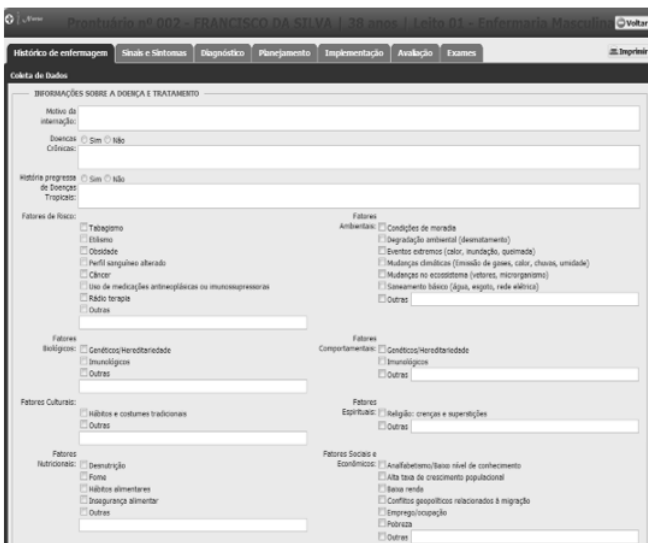 Prontuário nº 002 - FRANCISCO DA SILVA | 38 anos | Leito 01 - Enfermaria Masculino
Voltar
Histórico de enfermagem Sinais e Sintomas Diagnóstico Planejamento Implementação Avaliação Exames
Imprimir
Coleta de Dados
INFORMAÇÕES SOBRE A DOENÇA E TRATAMENTO
Motivo da
internação:
Doencas Sim Não
Crônicas:
História pregressa Sim Não
de Doenças
Tropicais:
Fatores de Risco:
Tabagismo
Etilismo
Obsidade
Perfil sanguíneo alterado
Câncer
Uso de medicações antineoplásicas ou imunossupressoras
Rádio terapia
Outras
Fatores
Ambientais: Condições de moradia
Degradação ambiental (desmatamento)
Eventos extremos (calor, inundação, queimada)
Mudanças climáticas (Emissão de gases, calor, chuvas, umidade)
Mudanças no ecossistema (vetores, microrganismo)
Saneamento básico (água, esgoto, rede elétrica)
Outras
Fatores
Biológicos: Genéticos/Hereditariedade
Imunológicos
Outras
Fatores
Comportamentais: Genéticos/Hereditariedade
Imunológicos
Outras
Fatores Culturais:
Hábitos e costumes tradicionais
Outras
Fatores
Espirituais: Religião: crenças e superstições
Outras
Fatores
Nutricionais: Desnutrição
Fome
Hábitos alimentares
Insegurança alimentar
Outras
Fatores Sociais e
Econômicos: Analfabetismo/Baixo nível de conhecimento
Alta taxa de crescimento populacional
Baixa renda
Conflitos geopolíticos relacionados à migração
Emprego/ocupação
Pobreza
Outras